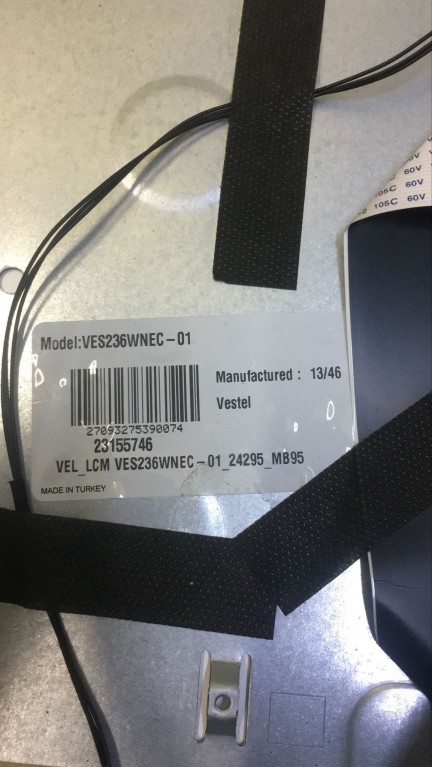 60V
105C 60V
105C 60V
Model:VES236WNEC-01
Manufactured : 13/46
Vestel
27093275390074
23155746
VEL_LCM VES236WNEC-01_24295_MB95
MADE IN TURKEY